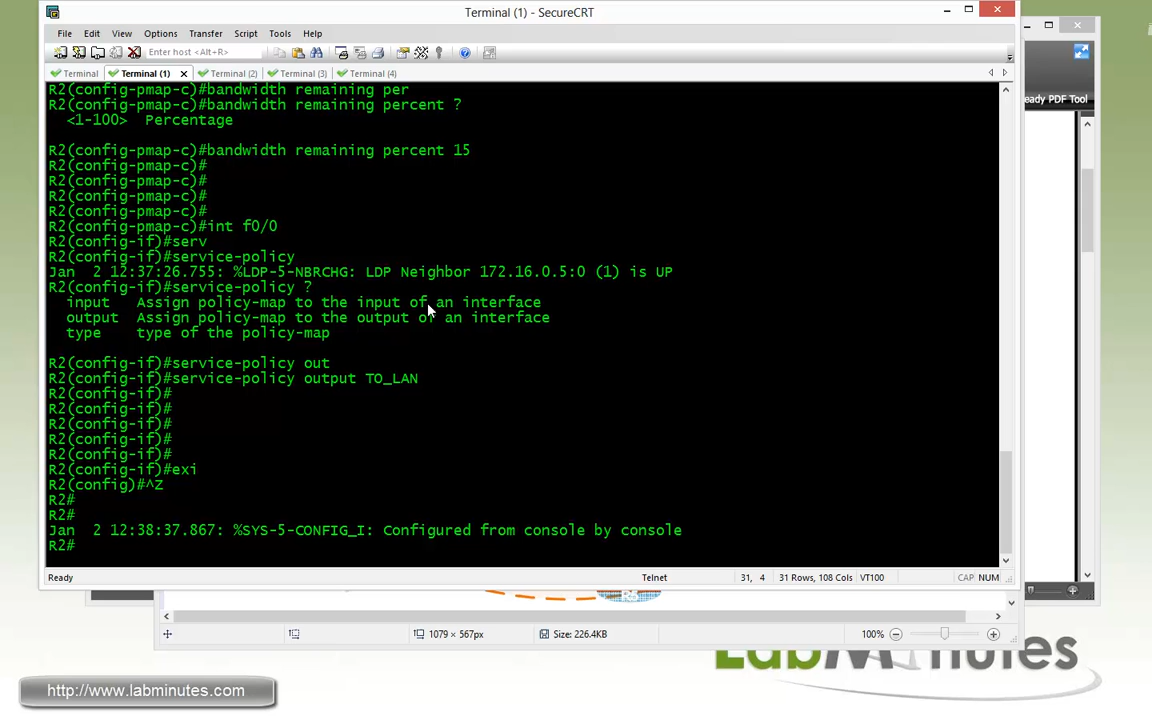 Terminal (1) - SecureCRT
File Edit View Options Transfer Script Tools Help
Enter host <Alt+R>
Terminal Terminal (1) Terminal (2) Terminal (3) Terminal (4)
R2(config-pmap-c)#bandwidth remaining per
R2(config-pmap-c)#bandwidth remaining percent ?
<1-100> Percentage
R2(config-pmap-c)#bandwidth remaining percent 15
R2(config-pmap-c)#
R2(config-pmap-c)#
R2(config-pmap-c)#
R2(config-pmap-c)#
R2(config-pmap-c)#int f0/0
R2(config-if)#serv
R2(config-if)#service-policy
Jan 2 12:37:26.755: %LDP-5-NBRCHG: LDP Neighbor 172.16.0.5:0 (1) is UP
R2(config-if)#service-policy ?
input Assign policy-map to the input of an interface
output Assign policy-map to the output of an interface
type type of the policy-map
R2(config-if)#service-policy out
R2(config-if)#service-policy output TO_LAN
R2(config-if)#
R2(config-if)#
R2(config-if)#
R2(config-if)#
R2(config-if)#
R2(config-if)#exi
R2(config)#^Z
R2#
R2#
Jan 2 12:38:37.867: %SYS-5-CONFIG_I: Configured from console by console
R2#
Ready Telnet 31, 4 31 Rows, 108 Cols VT100 CAP NUM
eady PDF Tool
1079 × 567px Size: 226.4KB 100%
LabMinutes
http://www.labminutes.com